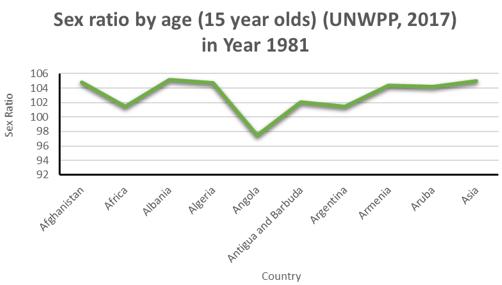 Sex ratio by age (15 year olds) (UNWPP, 2017)
in Year 1981
106
104
102
100
98
96
94
92
Sex Ratio
Afghanistan
Africa
Albania
Algeria
Angola
Antigua and Barbuda
Argentina
Armenia
Aruba
Asia
Country